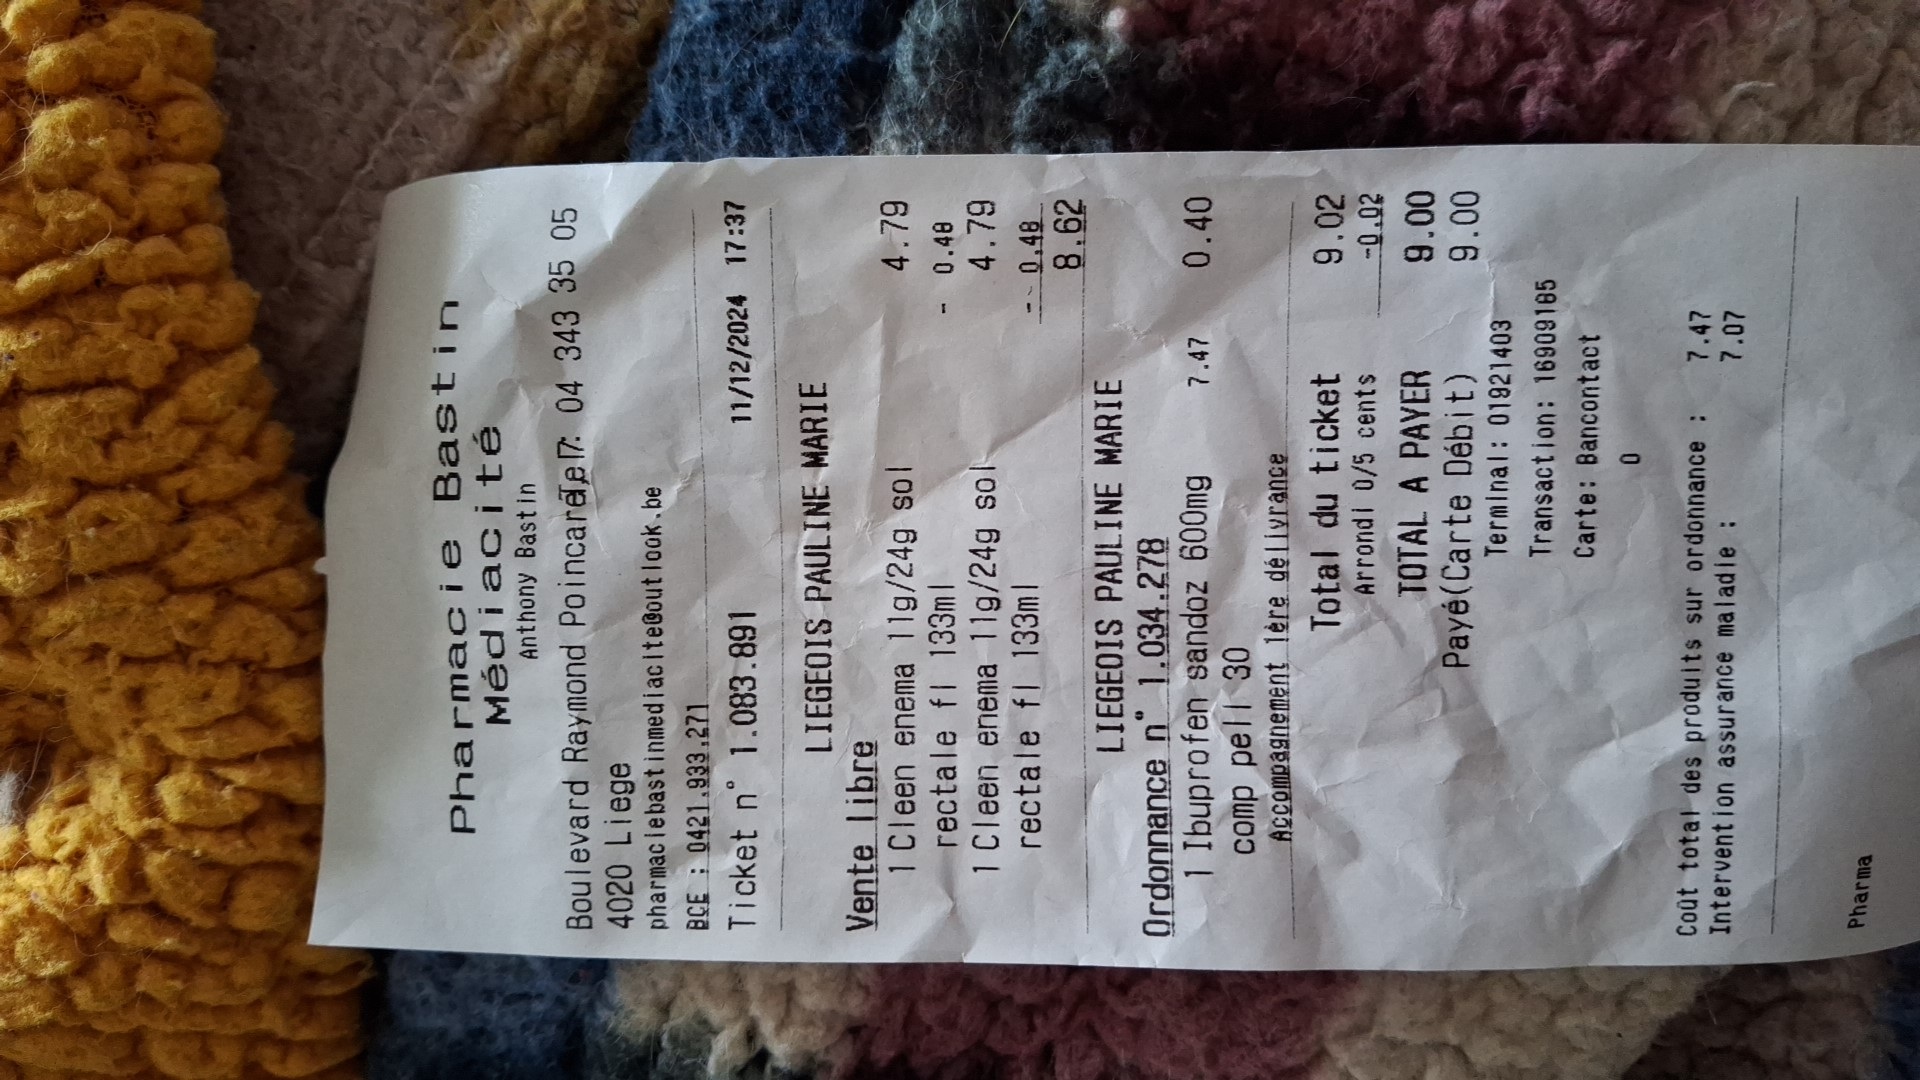 Pharmacie Bastin
Médiacité
Anthony Bastin
Boulevard Raymond Poincaré 7 Tel: 04 343 35 05
4020 Liege
pharmaciebastinmediacite@outlook.be
BCE : 0421.933.271
Ticket n° 1.083.891 11/12/2024 17:37
LIEGEOIS PAULINE MARIE
Vente libre
1 Cleen enema 11g/24g sol 4.79
rectale fl 133ml - 0.48
1 Cleen enema 11g/24g sol 4.79
rectale fl 133ml - 0.48
8.62
LIEGEOIS PAULINE MARIE
Ordonnance n° 1.034.278
1 Ibuprofen sandoz 600mg 7.47 0.40
comp pell 30
Accompagnement 1ère délivrance
Total du ticket 9.02
Arrondi 0/5 cents -0.02
TOTAL A PAYER 9.00
Payé(Carte Débit) 9.00
Terminal: 01921403
Transaction: 16909185
Carte: Bancontact
0
Coût total des produits sur ordonnance : 7.47
Intervention assurance maladie : 7.07
Pharma